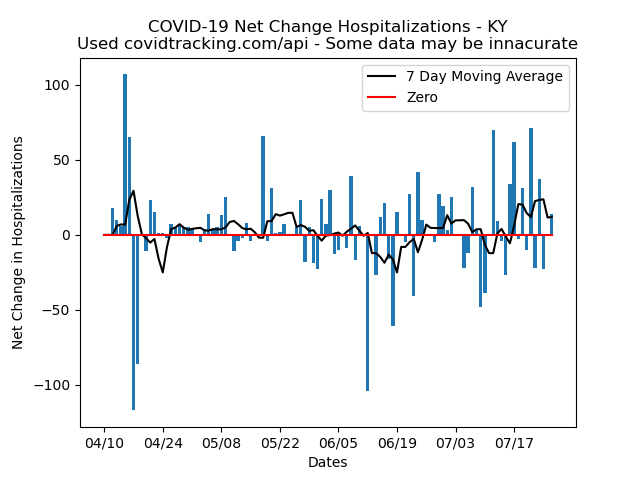 COVID-19 Net Change Hospitalizations - KY
Used covidtracking.com/api - Some data may be innacurate
7 Day Moving Average
Zero
Net Change in Hospitalizations
100
50
0
−50
−100
04/10 04/24 05/08 05/22 06/05 06/19 07/03 07/17
Dates